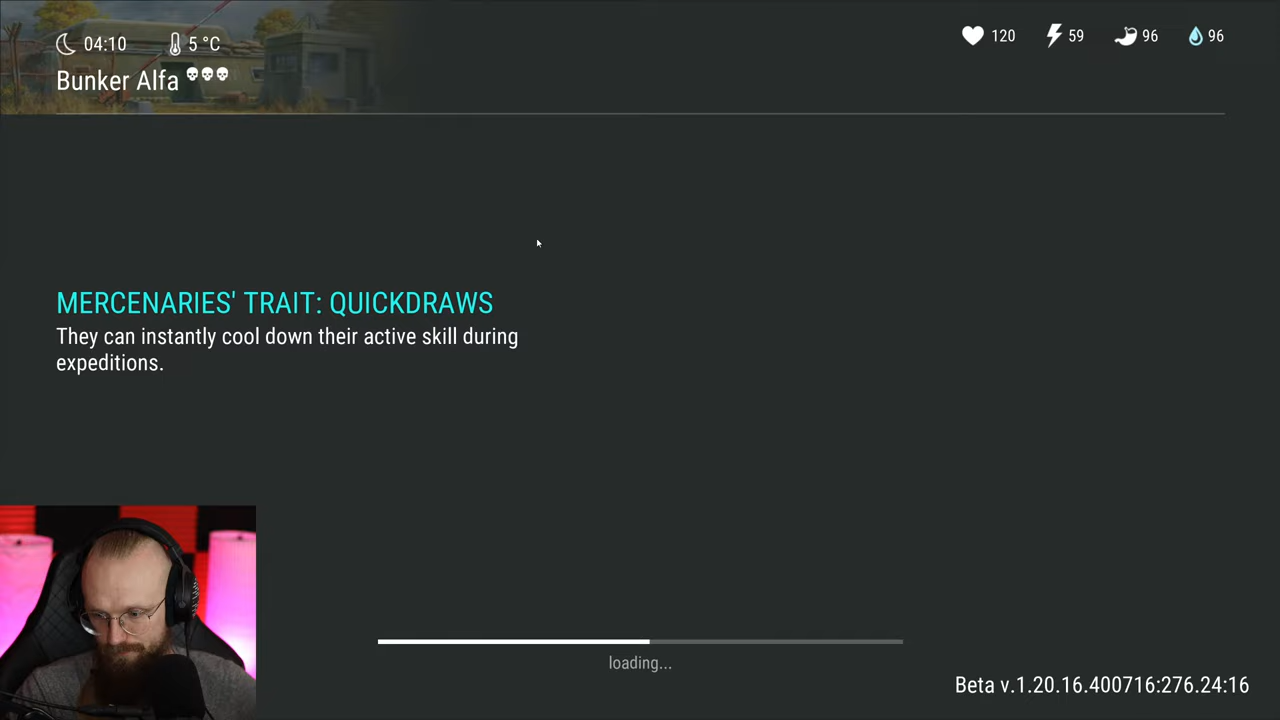 04:10 5 °C
120 59 96 96
Bunker Alfa
MERCENARIES' TRAIT: QUICKDRAWS
They can instantly cool down their active skill during
expeditions.
loading...
Beta v.1.20.16.400716:276.24:16